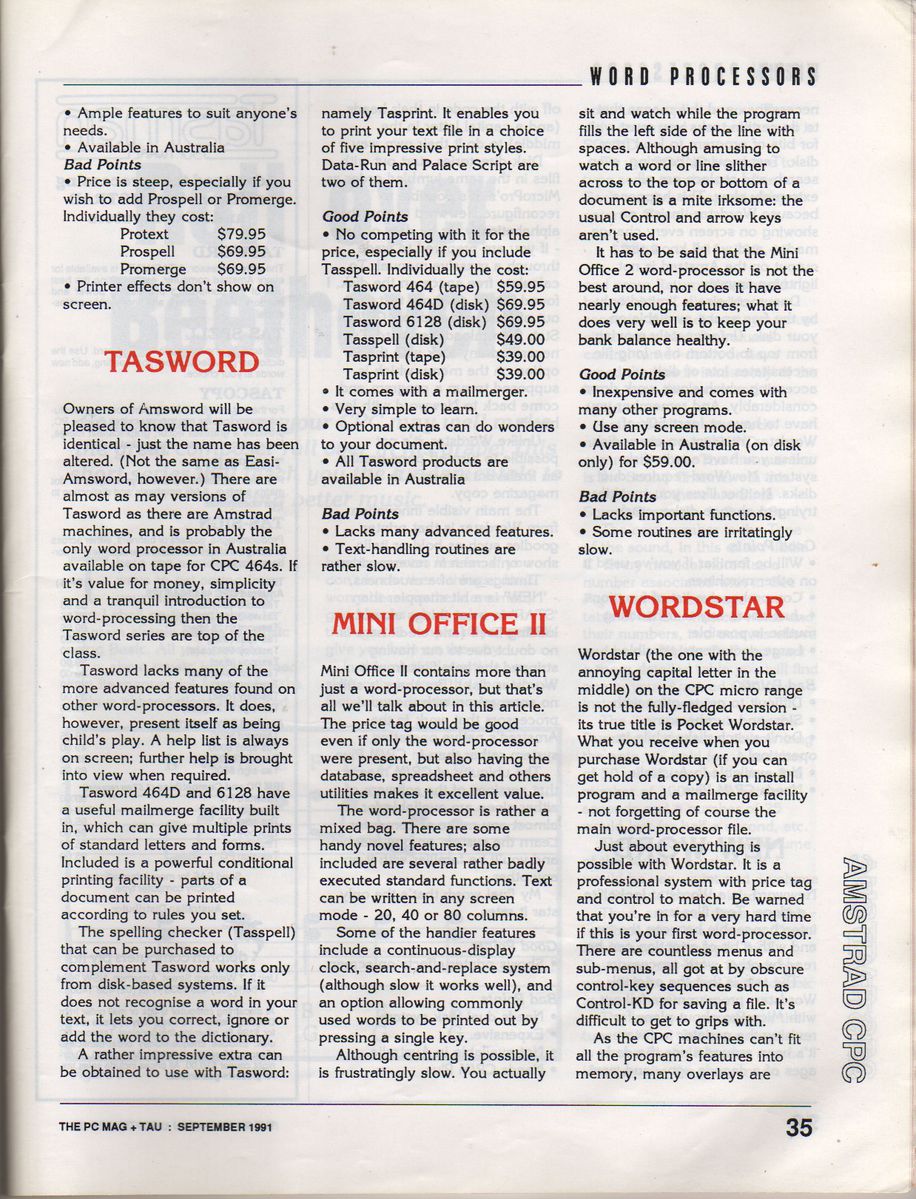 WORD PROCESSORS
• Ample features to suit anyone's
needs.
• Available in Australia
Bad Points
• Price is steep, especially if you
wish to add Prospell or Promerge.
Individually they cost:
Protext $79.95
Prospell $69.95
Promerge $69.95
• Printer effects don't show on
screen.
TASWORD
Owners of Amsword will be
pleased to know that Tasword is
identical - just the name has been
altered. (Not the same as Easi-
Amsword, however.) There are
almost as may versions of
Tasword as there are Amstrad
machines, and is probably the
only word processor in Australia
available on tape for CPC 464s. If
it's value for money, simplicity
and a tranquil introduction to
word-processing then the
Tasword series are top of the
class.
Tasword lacks many of the
more advanced features found on
other word-processors. It does,
however, present itself as being
child's play. A help list is always
on screen; further help is brought
into view when required.
Tasword 464D and 6128 have
a useful mailmerge facility built
in, which can give multiple prints
of standard letters and forms.
Included is a powerful conditional
printing facility - parts of a
document can be printed
according to rules you set.
The spelling checker (Tasspell)
that can be purchased to
complement Tasword works only
from disk-based systems. If it
does not recognise a word in your
text, it lets you correct, ignore or
add the word to the dictionary.
A rather impressive extra can
be obtained to use with Tasword:
namely Tasprint. It enables you
to print your text file in a choice
of five impressive print styles.
Data-Run and Palace Script are
two of them.
Good Points
• No competing with it for the
price, especially if you include
Tasspell. Individually the cost:
Tasword 464 (tape) $59.95
Tasword 464D (disk) $69.95
Tasword 6128 (disk) $69.95
Tasspell (disk) $49.00
Tasprint (tape) $39.00
Tasprint (disk) $39.00
• It comes with a mailmerger.
• Very simple to learn.
• Optional extras can do wonders
to your document.
• All Tasword products are
available in Australia
Bad Points
• Lacks many advanced features.
• Text-handling routines are
rather slow.
MINI OFFICE II
Mini Office II contains more than
just a word-processor, but that's
all we'll talk about in this article.
The price tag would be good
even if only the word-processor
were present, but also having the
database, spreadsheet and others
utilities makes it excellent value.
The word-processor is rather a
mixed bag. There are some
handy novel features; also
included are several rather badly
executed standard functions. Text
can be written in any screen
mode - 20, 40 or 80 columns.
Some of the handier features
include a continuous-display
clock, search-and-replace system
(although slow it works well), and
an option allowing commonly
used words to be printed out by
pressing a single key.
Although centring is possible, it
is frustratingly slow. You actually
sit and watch while the program
fills the left side of the line with
spaces. Although amusing to
watch a word or line slither
across to the top or bottom of a
document is a mite irksome: the
usual Control and arrow keys
aren't used.
It has to be said that the Mini
Office 2 word-processor is not the
best around, nor does it have
nearly enough features; what it
does very well is to keep your
bank balance healthy.
Good Points
• Inexpensive and comes with
many other programs.
• Use any screen mode.
• Available in Australia (on disk
only) for $59.00.
Bad Points
• Lacks important functions.
• Some routines are irritatingly
slow.
WORDSTAR
Wordstar (the one with the
annoying capital letter in the
middle) on the CPC micro range
is not the fully-fledged version -
its true title is Pocket Wordstar.
What you receive when you
purchase Wordstar (if you can
get hold of a copy) is an install
program and a mailmerge facility
- not forgetting of course the
main word-processor file.
Just about everything is
possible with Wordstar. It is a
professional system with price tag
and control to match. Be warned
that you're in for a very hard time
if this is your first word-processor.
There are countless menus and
sub-menus, all got at by obscure
control-key sequences such as
Control-KD for saving a file. It's
difficult to get to grips with.
As the CPC machines can't fit
all the program's features into
memory, many overlays are
AMSTRAD CPC
THE PC MAG + TAU : SEPTEMBER 1991
35